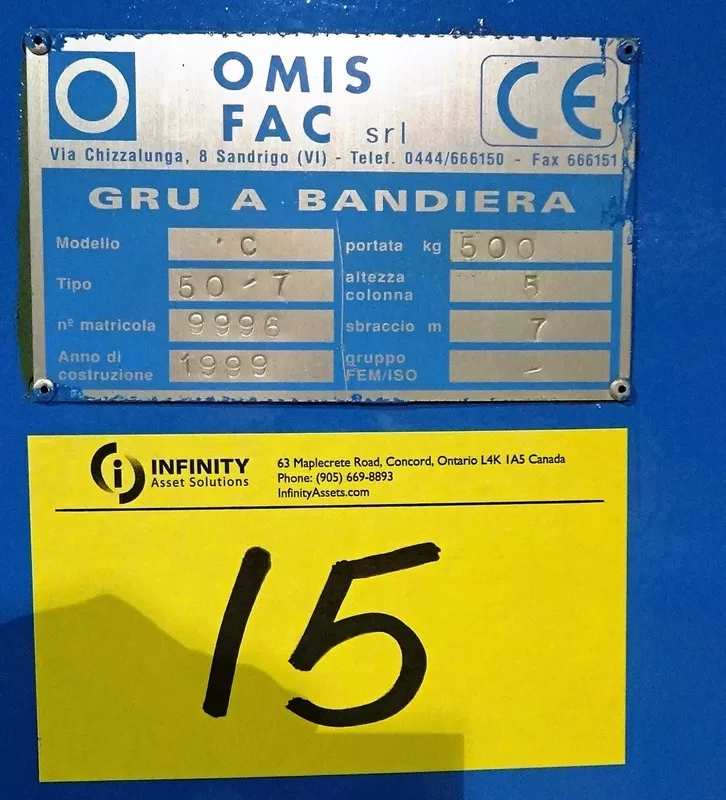 OMIS
FAC srl
CE
Via Chizzalunga, 8 Sandrigo (VI) - Telef. 0444/666150 - Fax 666151
GRU A BANDIERA
Modello C portata kg 500
Tipo 50-7 altezza colonna 5
nº matricola 9996 sbraccio m 7
Anno di costruzione 1999 gruppo FEM/ISO -
INFINITY
Asset Solutions
63 Maplecrete Road, Concord, Ontario L4K 1A5 Canada
Phone: (905) 669-8893
InfinityAssets.com
15